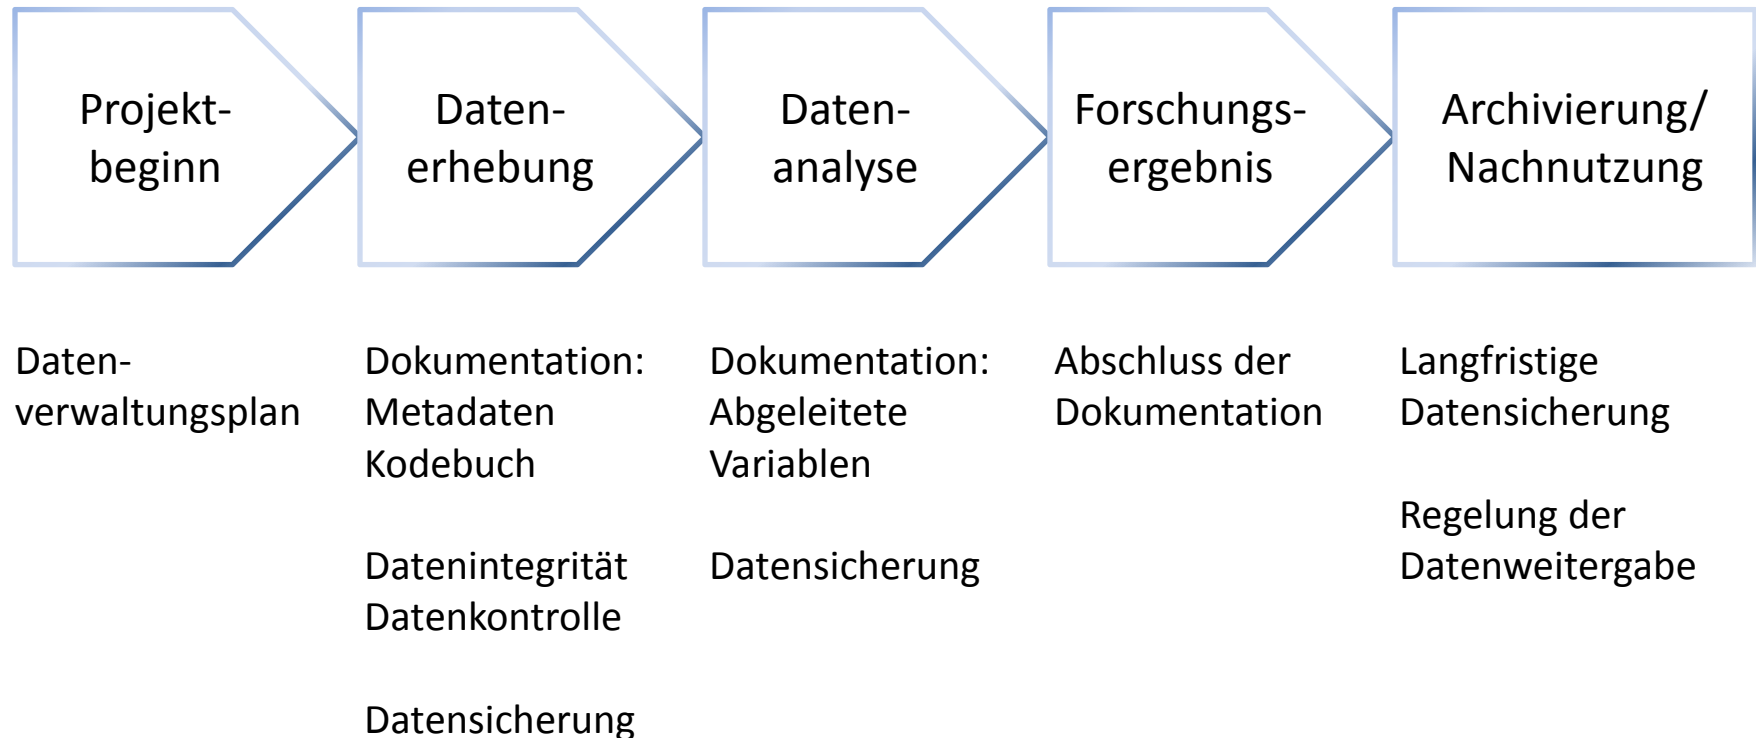 Projekt-
beginn
Daten-
erhebung
Daten-
analyse
Forschungs-
ergebnis
Archivierung/
Nachnutzung
Daten-
verwaltungsplan
Dokumentation:
Metadaten
Kodebuch
Datenintegrität
Datenkontrolle
Datensicherung
Dokumentation:
Abgeleitete
Variablen
Datensicherung
Abschluss der
Dokumentation
Langfristige
Datensicherung
Regelung der
Datenweitergabe